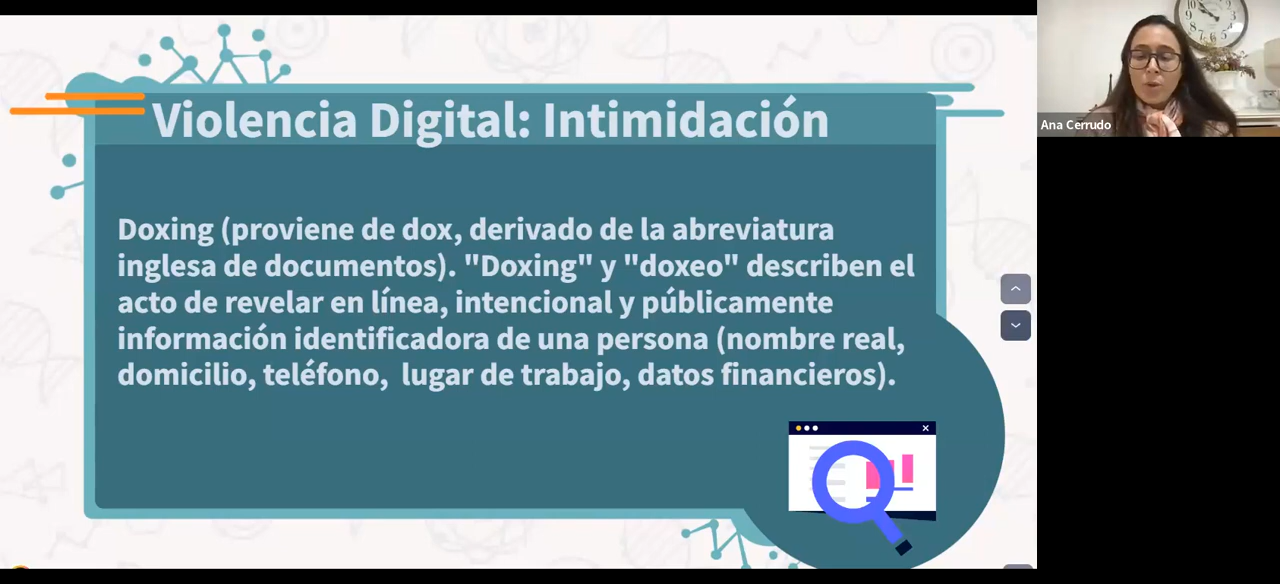 Violencia Digital: Intimidación
Doxing (proviene de dox, derivado de la abreviatura
inglesa de documentos). "Doxing" y "doxeo" describen el
acto de revelar en línea, intencional y públicamente
información identificadora de una persona (nombre real,
domicilio, teléfono,  lugar de trabajo, datos financieros).
Ana Cerrudo